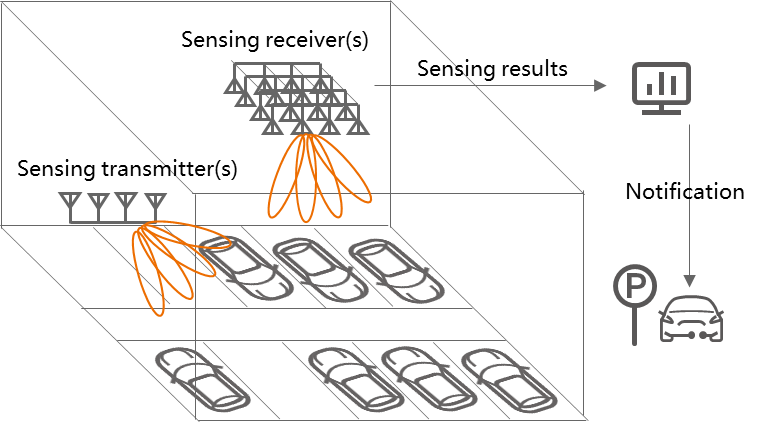 Sensing receiver(s)
Sensing results
Sensing transmitter(s)
Notification
P